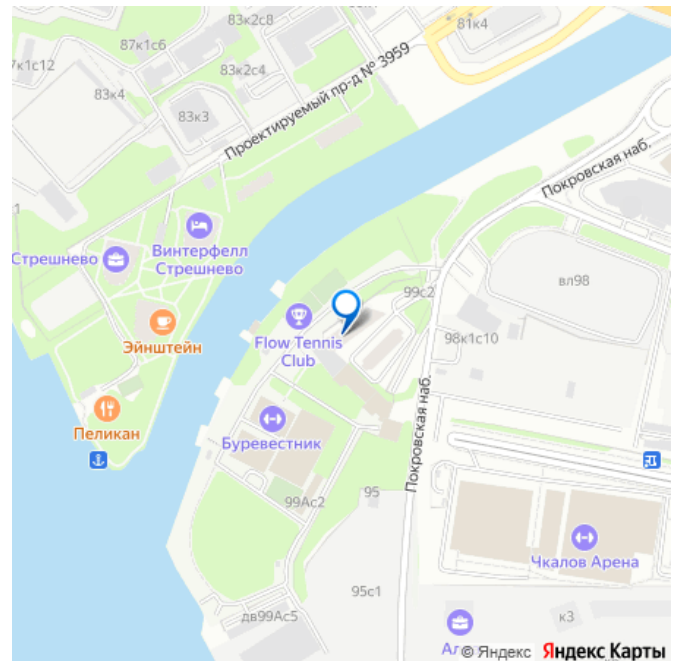 83к2с8
81к4
87к1с6
7к1с12
83к2с4
83к4
83к3
Проектируемый пр-д № 3959
Покровская наб.
Стрешнево
Винтерфелл
Стрешнево
вл98
99с2
Flow Tennis
Club
98к1с10
Эйнштейн
Пеликан
Буревестник
Покровская наб.
99Ас2
95
Чкалов Арена
95с1
дв99Ас5
к3
© Яндекс Яндекс Карты